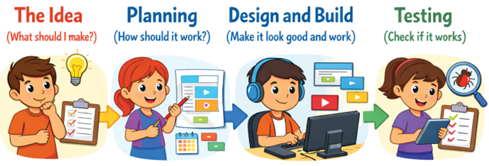 The Idea
(What should I make?)
Planning
(How should it work?)
Design and Build
(Make it look good and work)
Testing
(Check if it works)